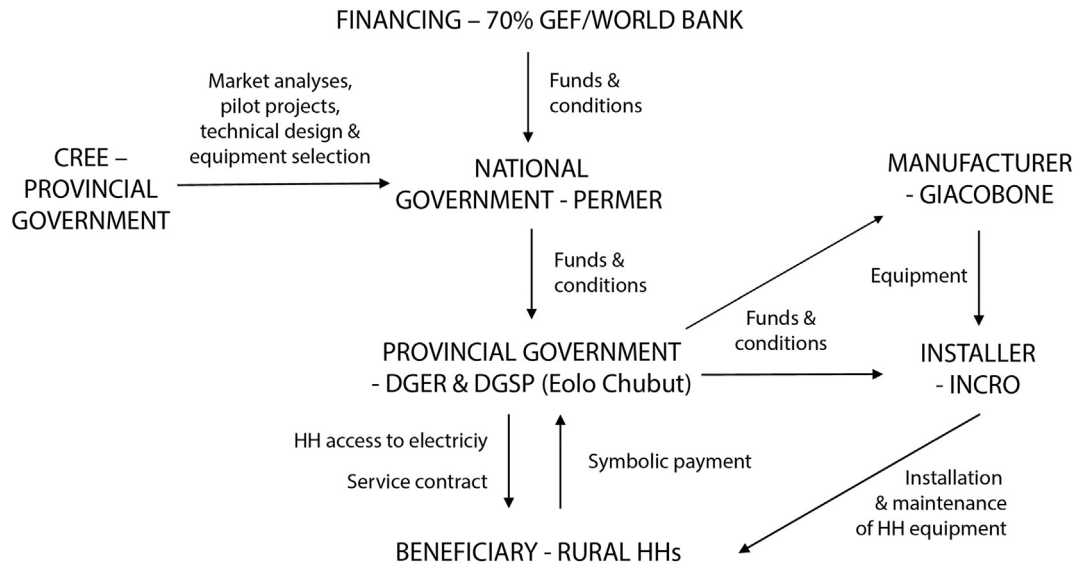 FINANCING – 70% GEF/WORLD BANK
Market analyses,
pilot projects,
technical design &
equipment selection
Funds &
conditions
CREE –
PROVINCIAL
GOVERNMENT
NATIONAL
GOVERNMENT - PERMER
MANUFACTURER
- GIACOBONE
Funds &
conditions
Equipment
Funds &
conditions
PROVINCIAL GOVERNMENT
- DGER & DGSP (Eolo Chubut)
INSTALLER
- INCRO
HH access to electriciy
Service contract
Symbolic payment
Installation
& maintenance
of HH equipment
BENEFICIARY - RURAL HHs